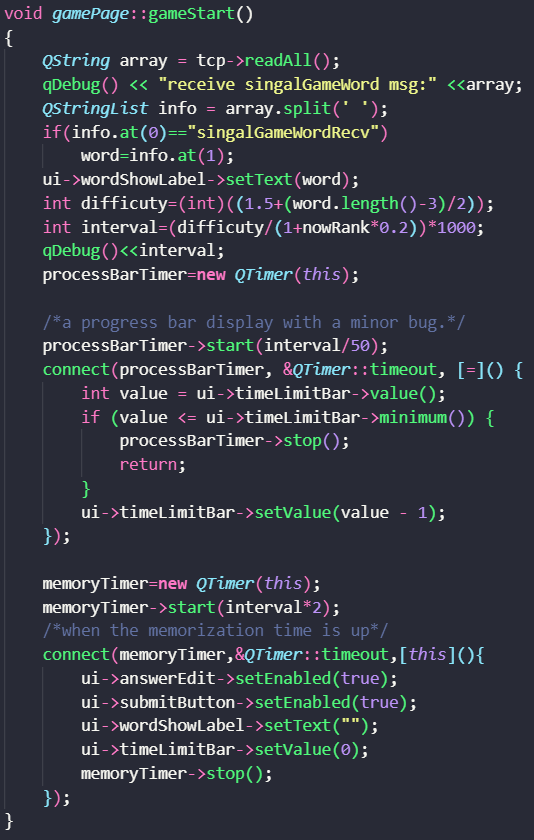 void gamePage::gameStart()
{
    QString array = tcp->readAll();
    qDebug() << "receive singalGameWord msg:" <<array;
    QStringList info = array.split(' ');
    if(info.at(0)=="singalGameWordRecv")
        word=info.at(1);
    ui->wordShowLabel->setText(word);
    int difficuty=(int)((1.5+(word.length()-3)/2));
    int interval=(difficuty/(1+nowRank*0.2))*1000;
    qDebug()<<interval;
    processBarTimer=new QTimer(this);

    /*a progress bar display with a minor bug.*/
    processBarTimer->start(interval/50);
    connect(processBarTimer, &QTimer::timeout, [=]() {
        int value = ui->timeLimitBar->value();
        if (value <= ui->timeLimitBar->minimum()) {
            processBarTimer->stop();
            return;
        }
        ui->timeLimitBar->setValue(value - 1);
    });

    memoryTimer=new QTimer(this);
    memoryTimer->start(interval*2);
    /*when the memorization time is up*/
    connect(memoryTimer,&QTimer::timeout,[this](){
        ui->answerEdit->setEnabled(true);
        ui->submitButton->setEnabled(true);
        ui->wordShowLabel->setText("");
        ui->timeLimitBar->setValue(0);
        memoryTimer->stop();
    });
}